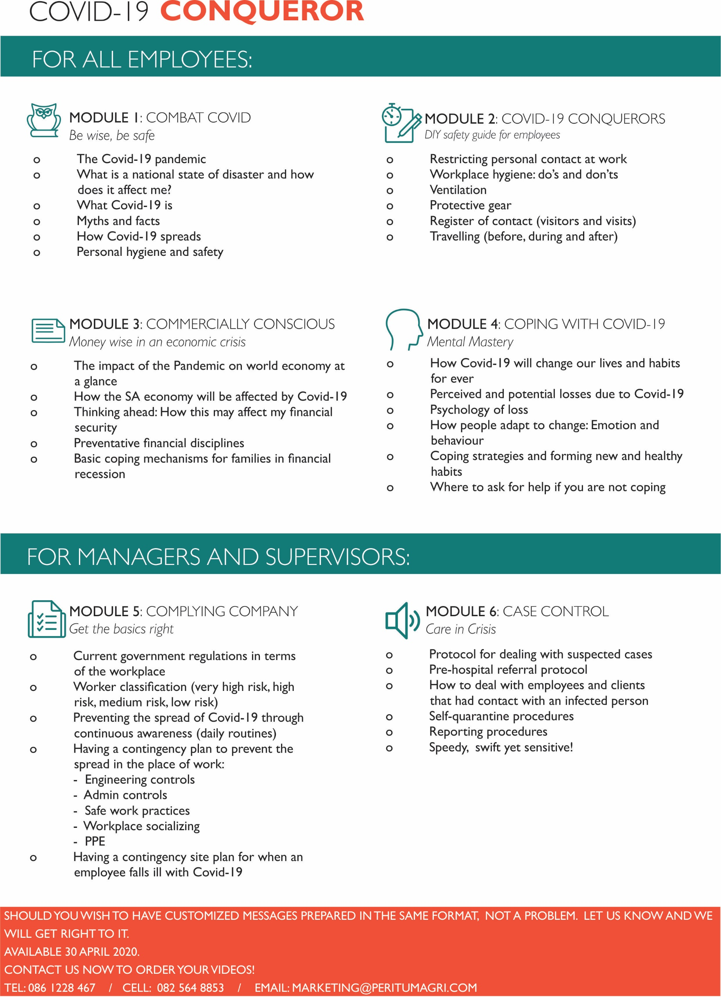 COVID-19 CONQUEROR
FOR ALL EMPLOYEES:
MODULE 1: COMBAT COVID
Be wise, be safe
o The Covid-19 pandemic
o What is a national state of disaster and how
does it affect me?
o What Covid-19 is
o Myths and facts
o How Covid-19 spreads
o Personal hygiene and safety
MODULE 2: COVID-19 CONQUERORS
DIY safety guide for employees
o Restricting personal contact at work
o Workplace hygiene: do’s and don’ts
o Ventilation
o Protective gear
o Register of contact (visitors and visits)
o Travelling (before, during and after)
MODULE 3: COMMERCIALLY CONSCIOUS
Money wise in an economic crisis
o The impact of the Pandemic on world economy at
a glance
o How the SA economy will be affected by Covid-19
o Thinking ahead: How this may affect my financial
security
o Preventative financial disciplines
o Basic coping mechanisms for families in financial
recession
MODULE 4: COPING WITH COVID-19
Mental Mastery
o How Covid-19 will change our lives and habits
for ever
o Perceived and potential losses due to Covid-19
o Psychology of loss
o How people adapt to change: Emotion and
behaviour
o Coping strategies and forming new and healthy
habits
o Where to ask for help if you are not coping
FOR MANAGERS AND SUPERVISORS:
MODULE 5: COMPLYING COMPANY
Get the basics right
o Current government regulations in terms
of the workplace
o Worker classification (very high risk, high
risk, medium risk, low risk)
o Preventing the spread of Covid-19 through
continuous awareness (daily routines)
o Having a contingency plan to prevent the
spread in the place of work:
- Engineering controls
- Admin controls
- Safe work practices
- Workplace socializing
- PPE
o Having a contingency site plan for when an
employee falls ill with Covid-19
MODULE 6: CASE CONTROL
Care in Crisis
o Protocol for dealing with suspected cases
o Pre-hospital referral protocol
o How to deal with employees and clients
that had contact with an infected person
o Self-quarantine procedures
o Reporting procedures
o Speedy, swift yet sensitive!
SHOULD YOU WISH TO HAVE CUSTOMIZED MESSAGES PREPARED IN THE SAME FORMAT, NOT A PROBLEM. LET US KNOW AND WE
WILL GET RIGHT TO IT.
AVAILABLE 30 APRIL 2020.
CONTACT US NOW TO ORDER YOUR VIDEOS!
TEL: 086 1228 467 / CELL: 082 564 8853 / EMAIL: MARKETING@PERITUMAGRI.COM